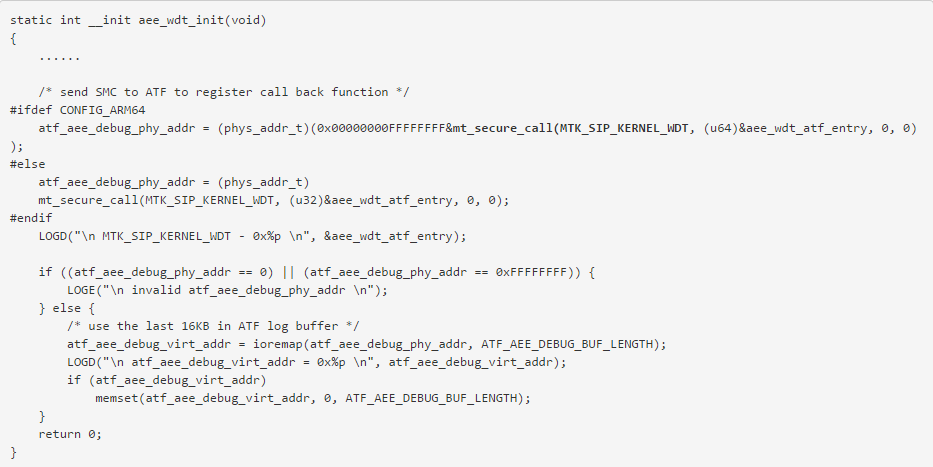 static int __init aee_wdt_init(void)
{
    ......

    /* send SMC to ATF to register call back function */
#ifdef CONFIG_ARM64
    atf_aee_debug_phy_addr = (phys_addr_t)(0x00000000FFFFFFFF&mt_secure_call(MTK_SIP_KERNEL_WDT, (u64)&aee_wdt_atf_entry, 0, 0)
);
#else
    atf_aee_debug_phy_addr = (phys_addr_t)
    mt_secure_call(MTK_SIP_KERNEL_WDT, (u32)&aee_wdt_atf_entry, 0, 0);
#endif
    LOGD("\n MTK_SIP_KERNEL_WDT - 0x%p \n", &aee_wdt_atf_entry);

    if ((atf_aee_debug_phy_addr == 0) || (atf_aee_debug_phy_addr == 0xFFFFFFFF)) {
        LOGE("\n invalid atf_aee_debug_phy_addr \n");
    } else {
        /* use the last 16KB in ATF log buffer */
        atf_aee_debug_virt_addr = ioremap(atf_aee_debug_phy_addr, ATF_AEE_DEBUG_BUF_LENGTH);
        LOGD("\n atf_aee_debug_virt_addr = 0x%p \n", atf_aee_debug_virt_addr);
        if (atf_aee_debug_virt_addr)
            memset(atf_aee_debug_virt_addr, 0, ATF_AEE_DEBUG_BUF_LENGTH);
    }
    return 0;
}